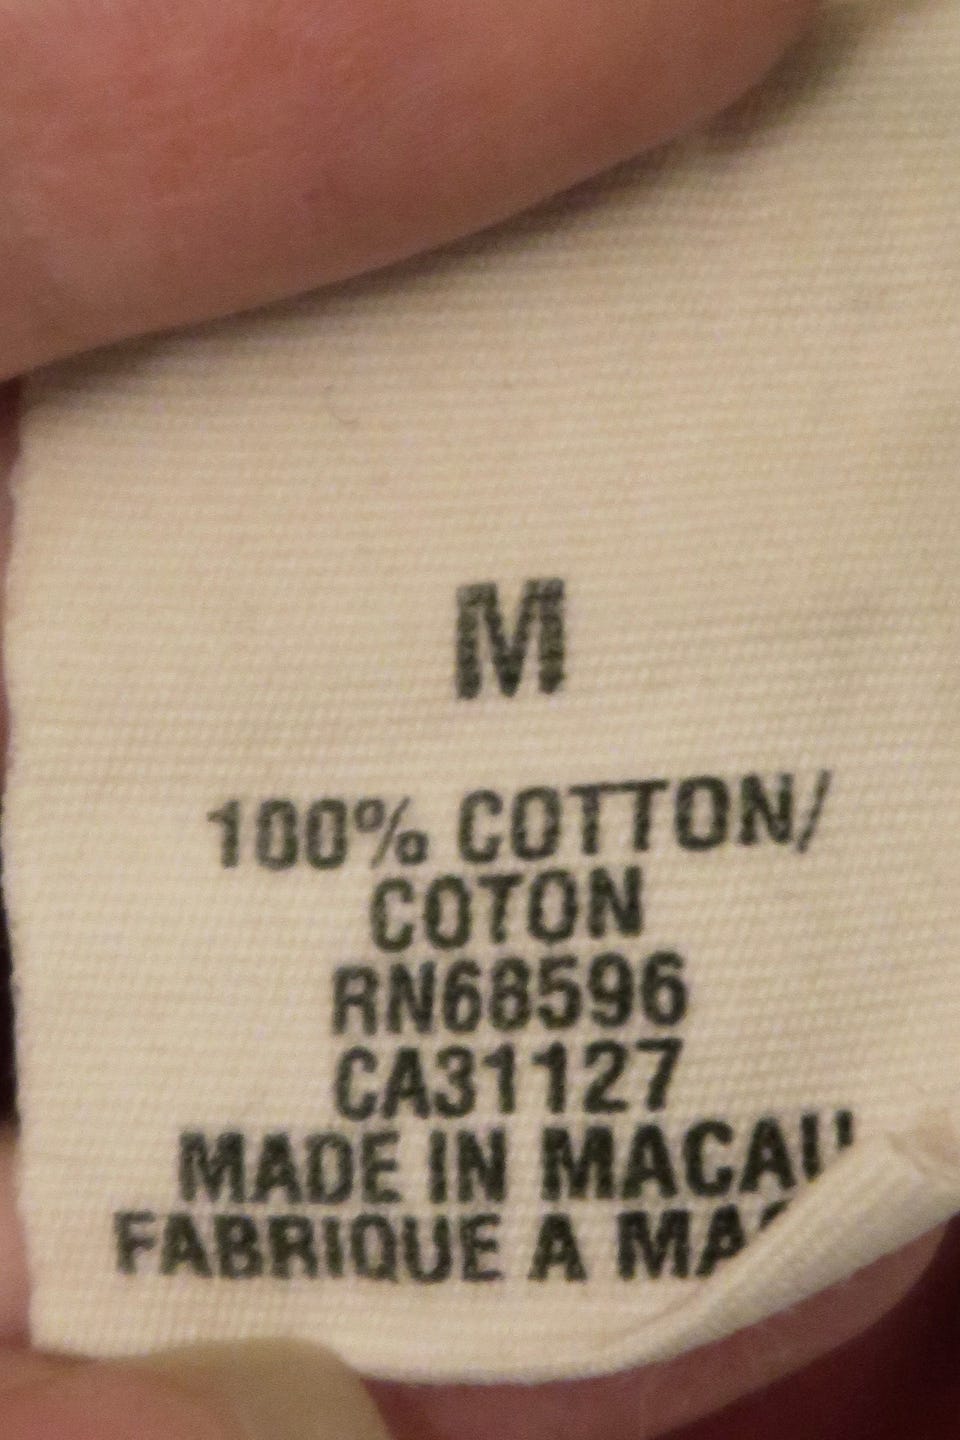 M
100% COTTON/
COTON
RN68596
CA31127
MADE IN MACAU
FABRIQUE A